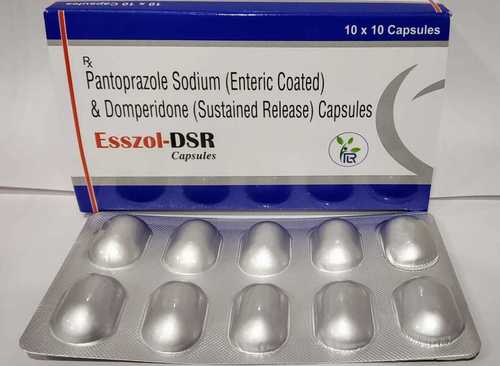 10 x 10 Capsules
10 x 10 Capsules
Rx
Pantoprazole Sodium (Enteric Coated)
& Domperidone (Sustained Release) Capsules
Esszol-DSR
Capsules